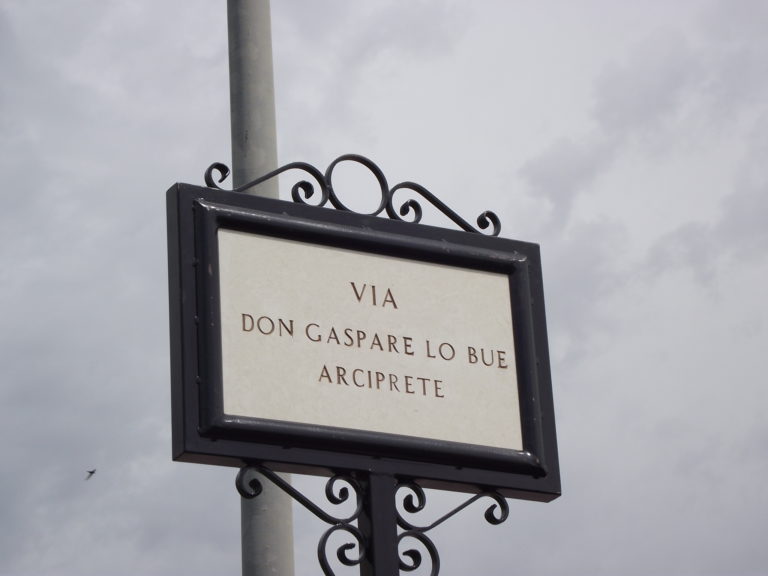 VIA
DON GASPARE LO BUE
ARCIPRETE